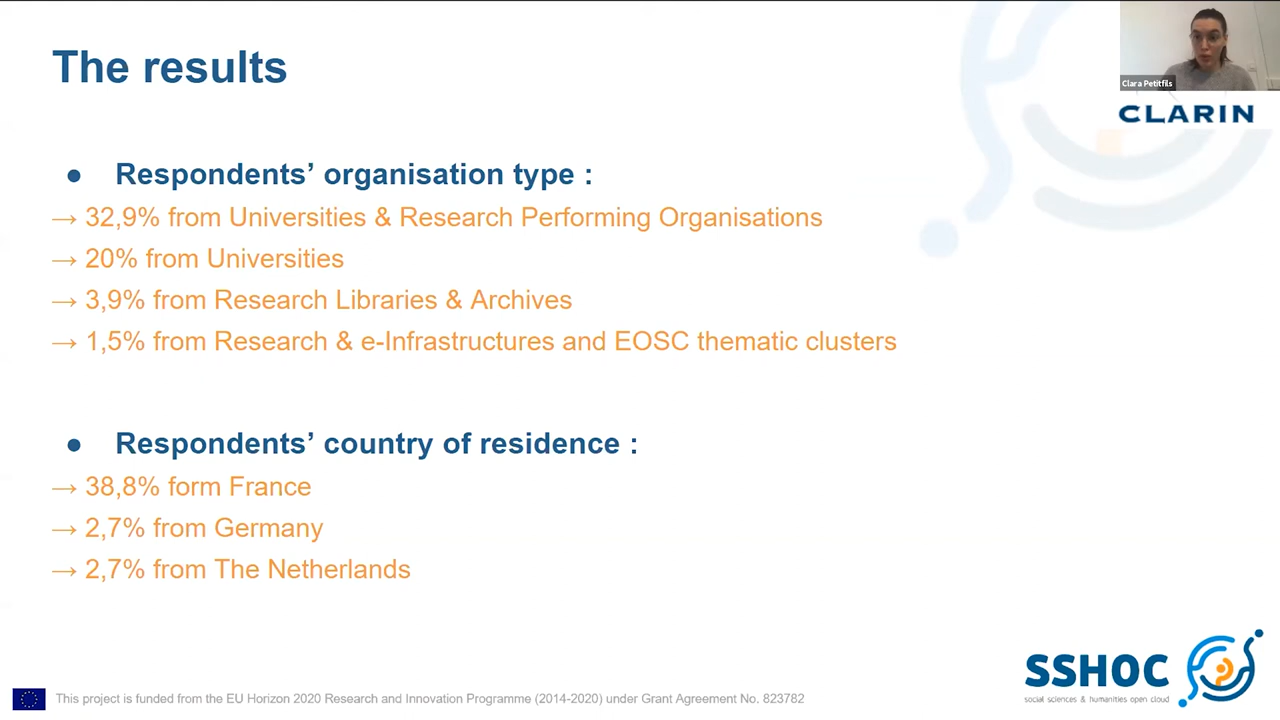 The results
Clara Petitfils
CLARIN
● Respondents’ organisation type :
→ 32,9% from Universities & Research Performing Organisations
→ 20% from Universities
→ 3,9% from Research Libraries & Archives
→ 1,5% from Research & e-Infrastructures and EOSC thematic clusters
● Respondents’ country of residence :
→ 38,8% form France
→ 2,7% from Germany
→ 2,7% from The Netherlands
SSHOC
social sciences & humanities open cloud
This project is funded from the EU Horizon 2020 Research and Innovation Programme (2014-2020) under Grant Agreement No. 823782